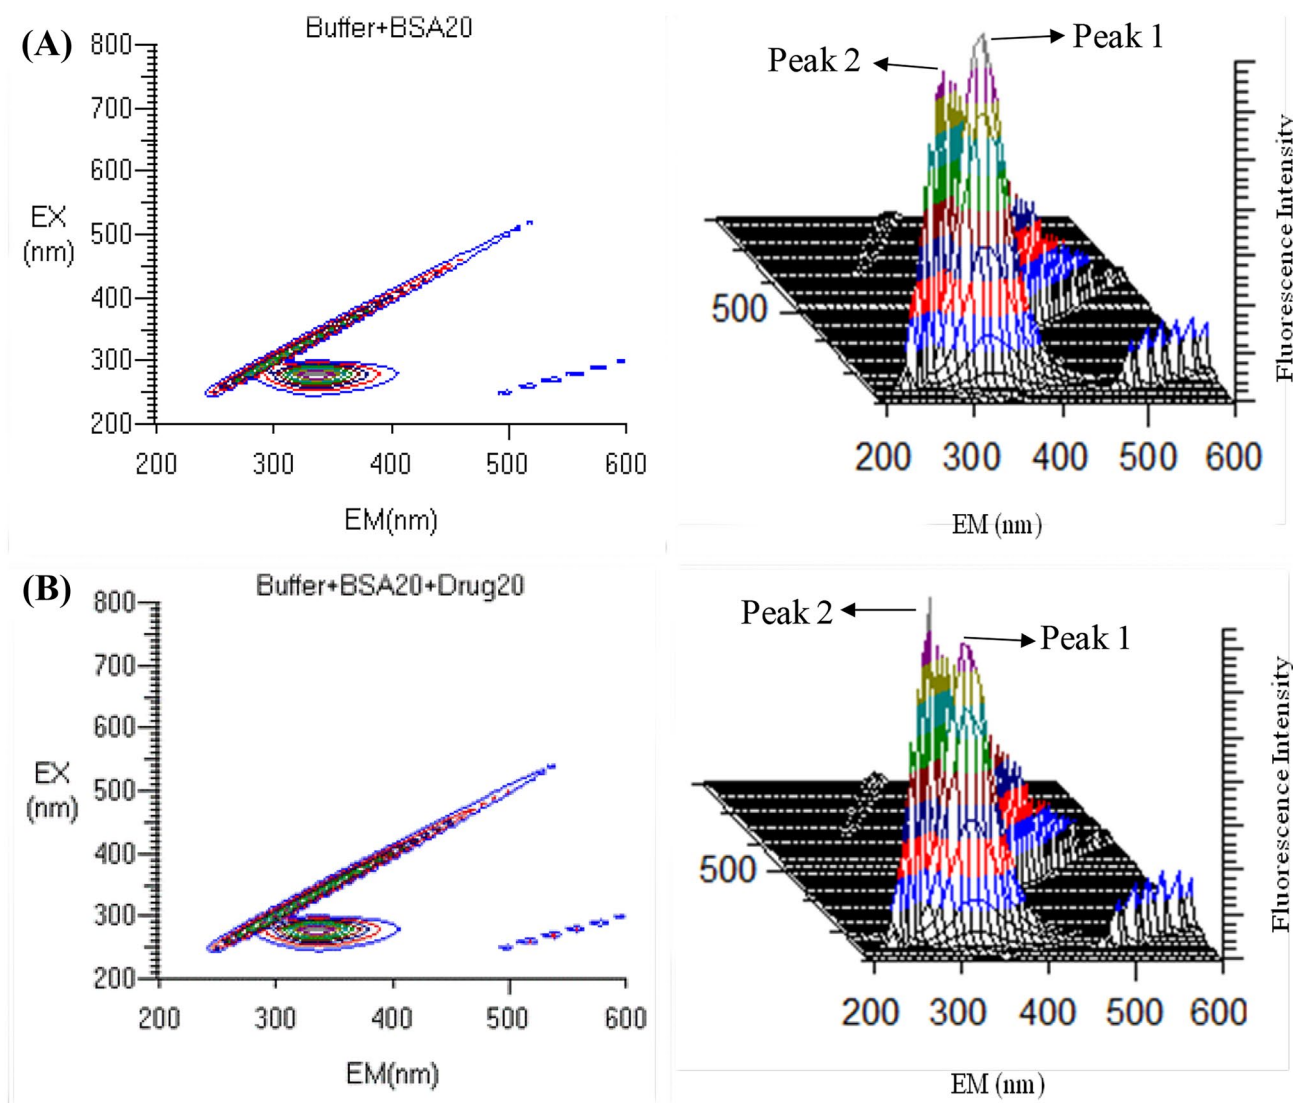 (A)
Buffer+BSA20
800
700
600
500
400
300
200
EX
(nm)
200 300 400 500 600
EM(nm)
Peak 2
Peak 1
500
200 300 400 500 600
EM (nm)
Fluorescence Intensity
(B)
Buffer+BSA20+Drug20
800
700
600
500
400
300
200
EX
(nm)
200 300 400 500 600
EM(nm)
Peak 2
Peak 1
500
200 300 400 500 600
EM (nm)
Fluorescence Intensity